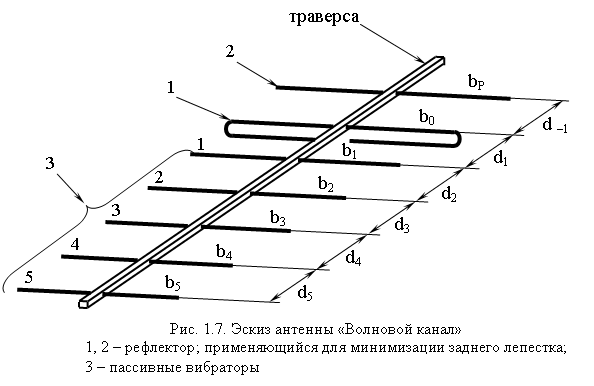 траверса
2
bР
1
b0
d –1
1
b1
d1
3
2
b2
d2
3
b3
d3
4
b4
d4
5
b5
d5
Рис. 1.7. Эскиз антенны «Волновой канал»
1, 2 – рефлектор; применяющийся для минимизации заднего лепестка;
3 – пассивные вибраторы